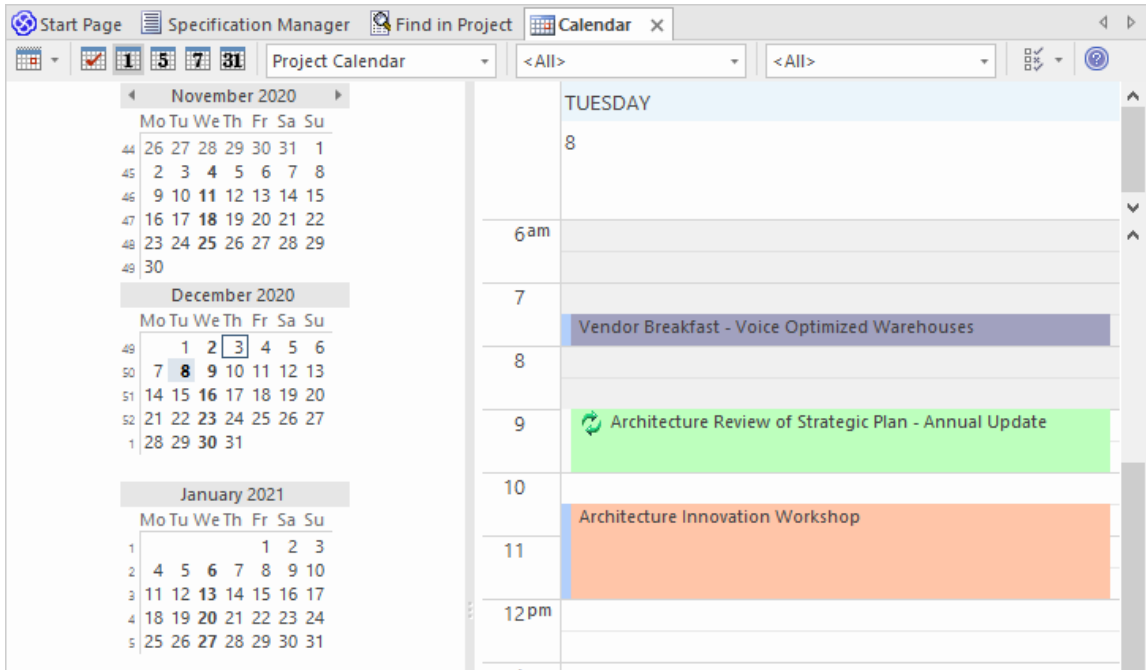 Start Page Specification Manager Find in Project Calendar
1 5 7 31 Project Calendar <All> <All>
November 2020
Mo Tu We Th Fr Sa Su
44 26 27 28 29 30 31 1
45 2 3 4 5 6 7 8
46 9 10 11 12 13 14 15
47 16 17 18 19 20 21 22
48 23 24 25 26 27 28 29
49 30
December 2020
Mo Tu We Th Fr Sa Su
49 1 2 3 4 5 6
50 7 8 9 10 11 12 13
51 14 15 16 17 18 19 20
52 21 22 23 24 25 26 27
1 28 29 30 31
January 2021
Mo Tu We Th Fr Sa Su
1 1 2 3
2 4 5 6 7 8 9 10
3 11 12 13 14 15 16 17
4 18 19 20 21 22 23 24
5 25 26 27 28 29 30 31
TUESDAY
8
6 am
7
Vendor Breakfast - Voice Optimized Warehouses
8
9 Architecture Review of Strategic Plan - Annual Update
10
Architecture Innovation Workshop
11
12 pm